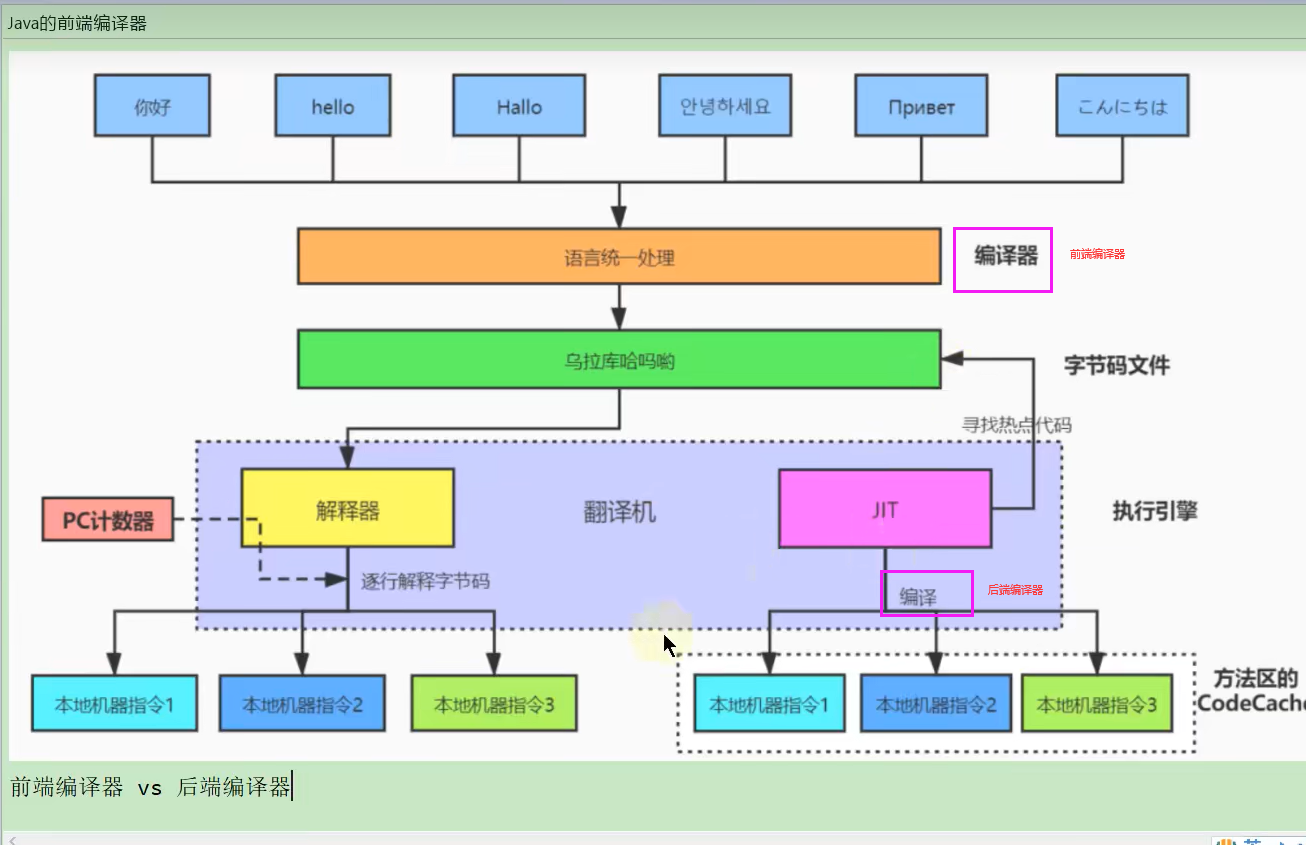 Java的前端编译器
你好
hello
Hallo
안녕하세요
Привет
こんにちは
语言统一处理
编译器
前端编译器
乌拉库哈吗哟
字节码文件
寻找热点代码
解释器
翻译机
JIT
执行引擎
PC计数器
逐行解释字节码
编译
后端编译器
本地机器指令1
本地机器指令2
本地机器指令3
本地机器指令1
本地机器指令2
本地机器指令3
方法区的
CodeCache
前端编译器 vs 后端编译器
英